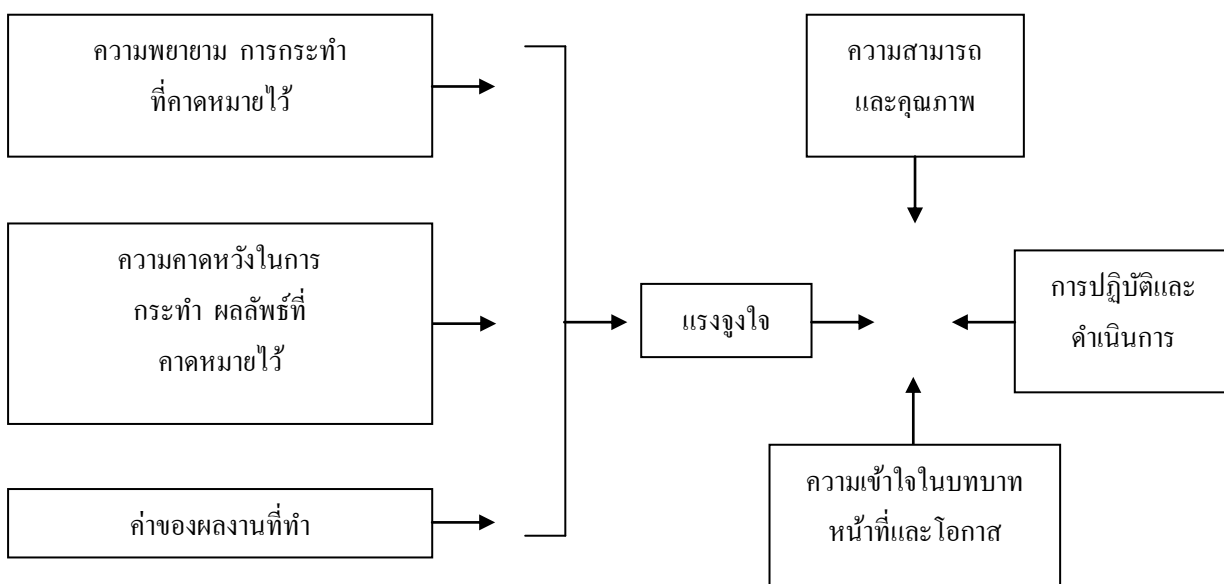 ความพยายาม การกระทำ
ที่คาดหมายไว้
ความสามารถ
และคุณภาพ
ความคาดหวังในการ
กระทำ ผลลัพธ์ที่
คาดหมายไว้
แรงจูงใจ
การปฏิบัติและ
ดำเนินการ
ค่าของผลงานที่ทำ
ความเข้าใจในบทบาท
หน้าที่และโอกาส